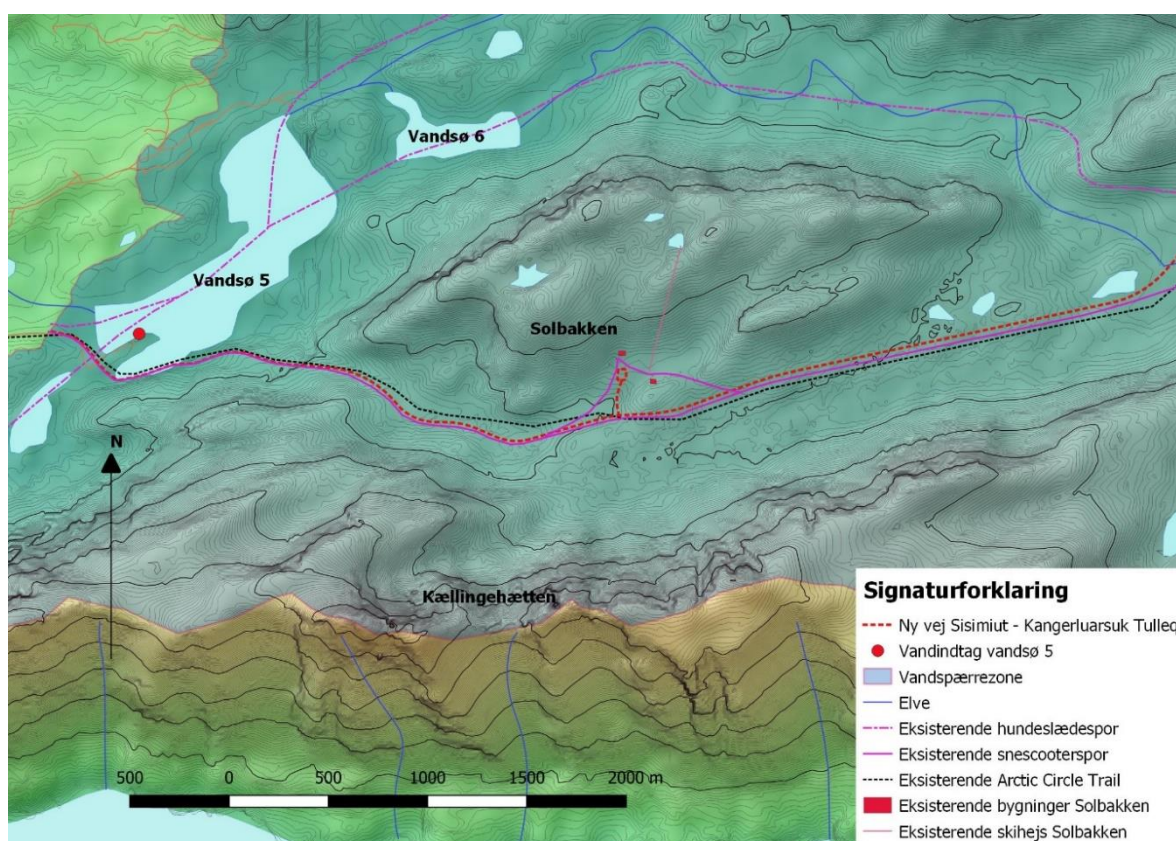 Vandsø 6
Vandsø 5
Solbakken
N
Kællingehætten
500 0 500 1000 1500 2000 m
Signaturforklaring
Ny vej Sisimiut - Kangerluarsuk Tulleq
Vandindtag vandsø 5
Vandspærrezone
Elve
Eksisterende hundeslædespor
Eksisterende snescooterspor
Eksisterende Arctic Circle Trail
Eksisterende bygninger Solbakken
Eksisterende skihejs Solbakken